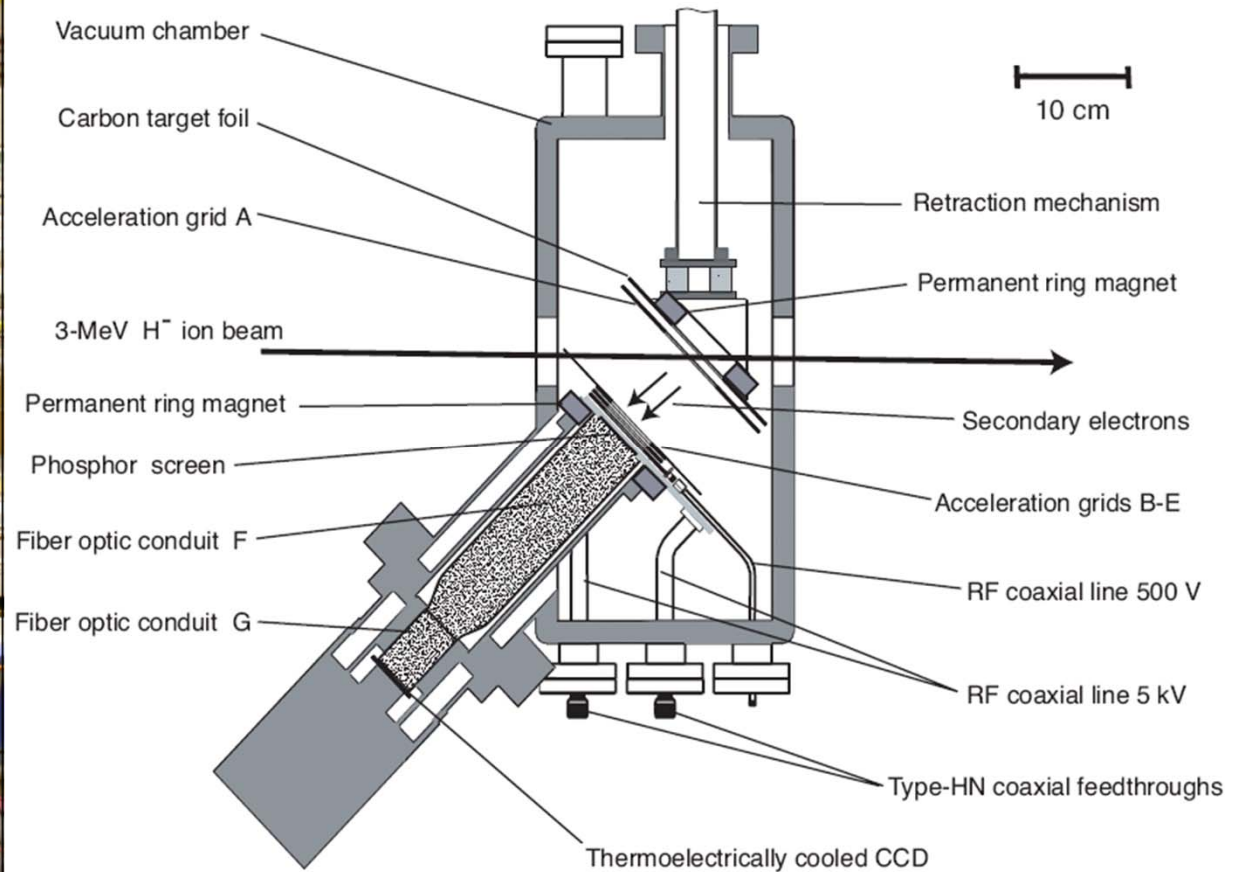 Vacuum chamber
Carbon target foil
Acceleration grid A
3-MeV H⁻ ion beam
Permanent ring magnet
Phosphor screen
Fiber optic conduit F
Fiber optic conduit G
10 cm
Retraction mechanism
Permanent ring magnet
Secondary electrons
Acceleration grids B-E
RF coaxial line 500 V
RF coaxial line 5 kV
Type-HN coaxial feedthroughs
Thermoelectrically cooled CCD